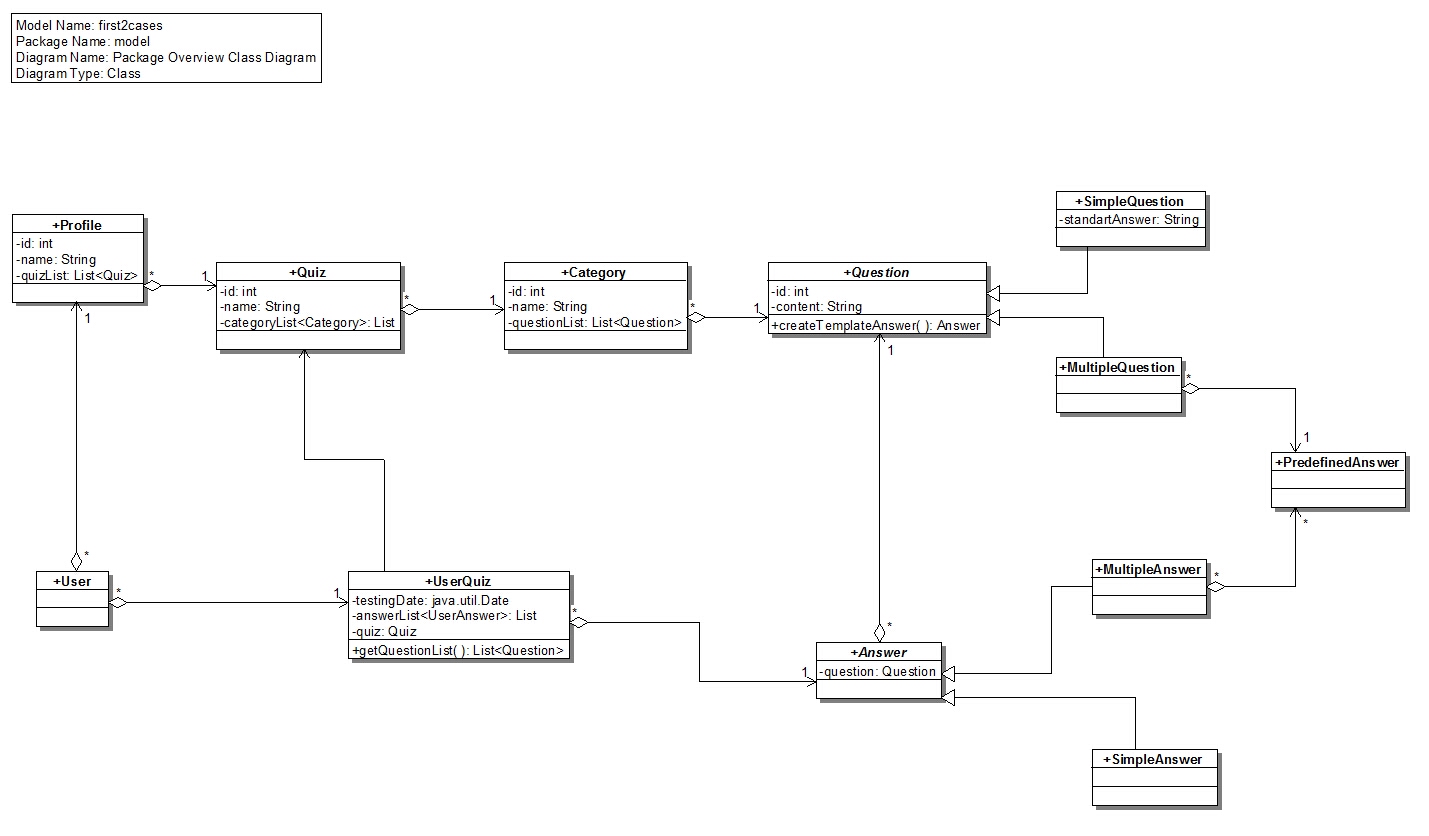 Model Name: first2cases
Package Name: model
Diagram Name: Package Overview Class Diagram
Diagram Type: Class
+SimpleQuestion
-standartAnswer: String
+Profile
-id: int
-name: String
-quizList: List<Quiz>
*
1
1
+Quiz
-id: int
-name: String
-categoryList<Category>: List
*
1
+Category
-id: int
-name: String
-questionList: List<Question>
*
1
+Question
-id: int
-content: String
+createTemplateAnswer( ): Answer
1
+MultipleQuestion
*
1
+PredefinedAnswer
*
+MultipleAnswer
*
*
+User
*
1
+UserQuiz
-testingDate: java.util.Date
-answerList<UserAnswer>: List
-quiz: Quiz
+getQuestionList( ): List<Question>
*
1
*
+Answer
-question: Question
+SimpleAnswer